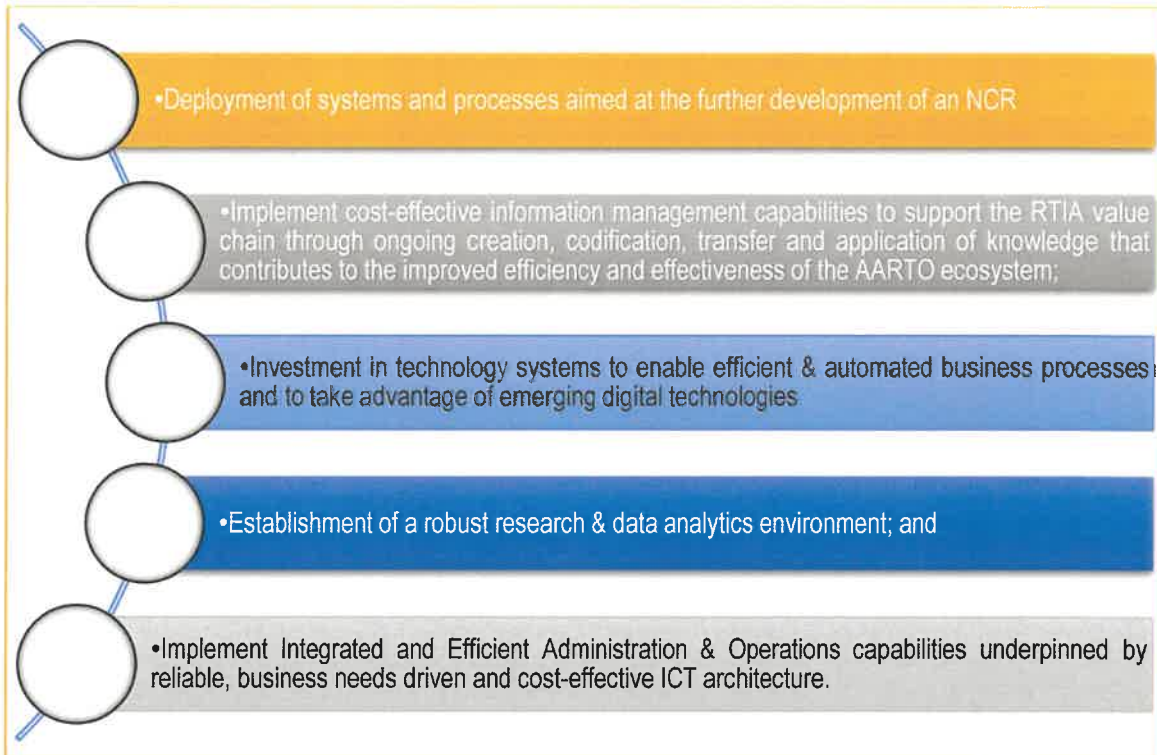 •Deployment of systems and processes aimed at the further development of an NCR
•Implement cost-effective information management capabilities to support the RTIA value
chain through ongoing creation, codification, transfer and application of knowledge that
contributes to the improved efficiency and effectiveness of the AARTO ecosystem;
•Investment in technology systems to enable efficient & automated business processes
and to take advantage of emerging digital technologies
•Establishment of a robust research & data analytics environment; and
•Implement Integrated and Efficient Administration & Operations capabilities underpinned by
reliable, business needs driven and cost-effective ICT architecture.